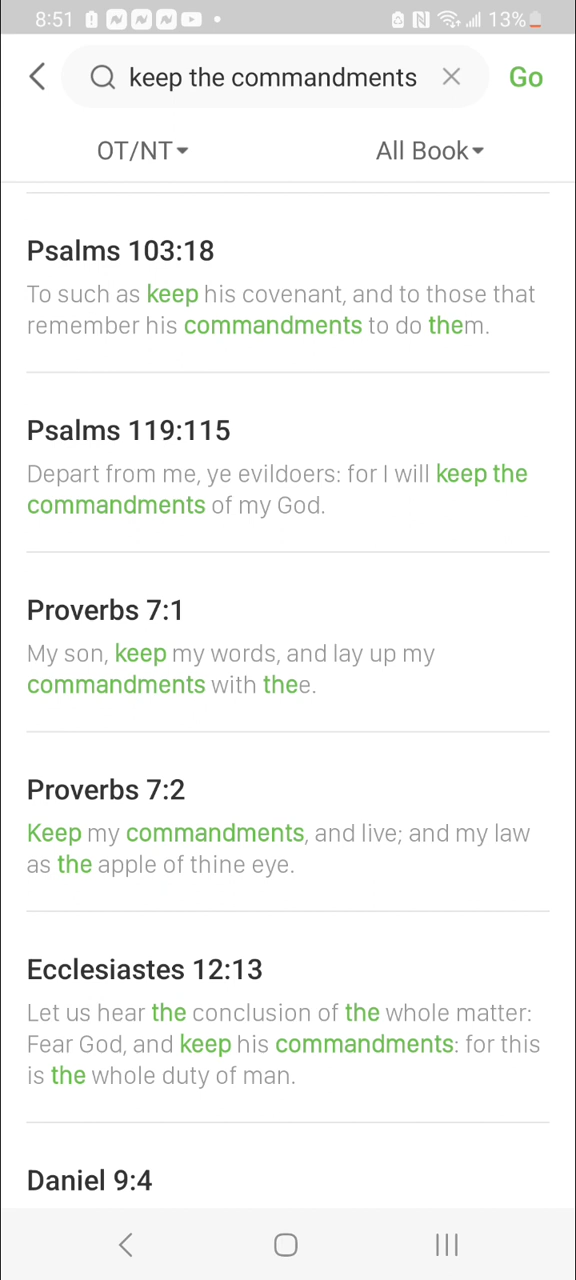 8:51
13%
keep the commandments
Go
OT/NT
All Book
Psalms 103:18
To such as keep his covenant, and to those that
remember his commandments to do them.
Psalms 119:115
Depart from me, ye evildoers: for I will keep the
commandments of my God.
Proverbs 7:1
My son, keep my words, and lay up my
commandments with thee.
Proverbs 7:2
Keep my commandments, and live; and my law
as the apple of thine eye.
Ecclesiastes 12:13
Let us hear the conclusion of the whole matter:
Fear God, and keep his commandments: for this
is the whole duty of man.
Daniel 9:4